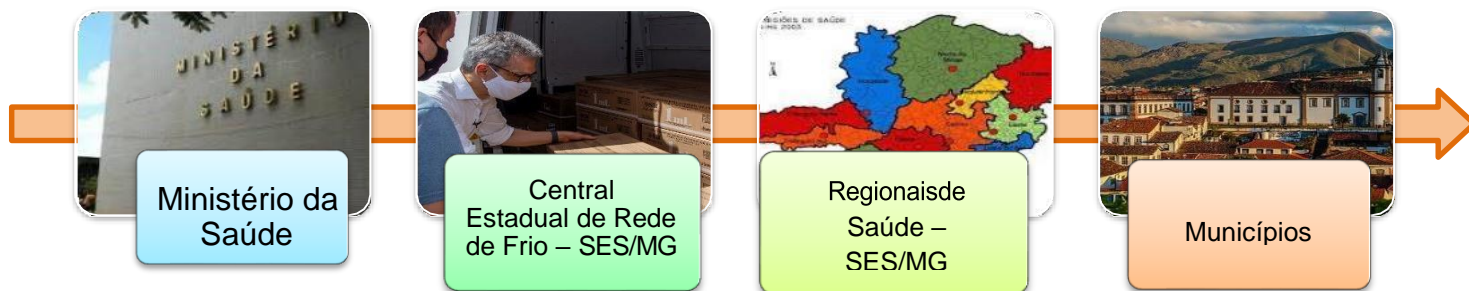 MINISTÉRIO
DA
SAÚDE
Ministério da
Saúde
Central
Estadual de Rede
de Frio – SES/MG
Regionaisde
Saúde –
SES/MG
Municípios